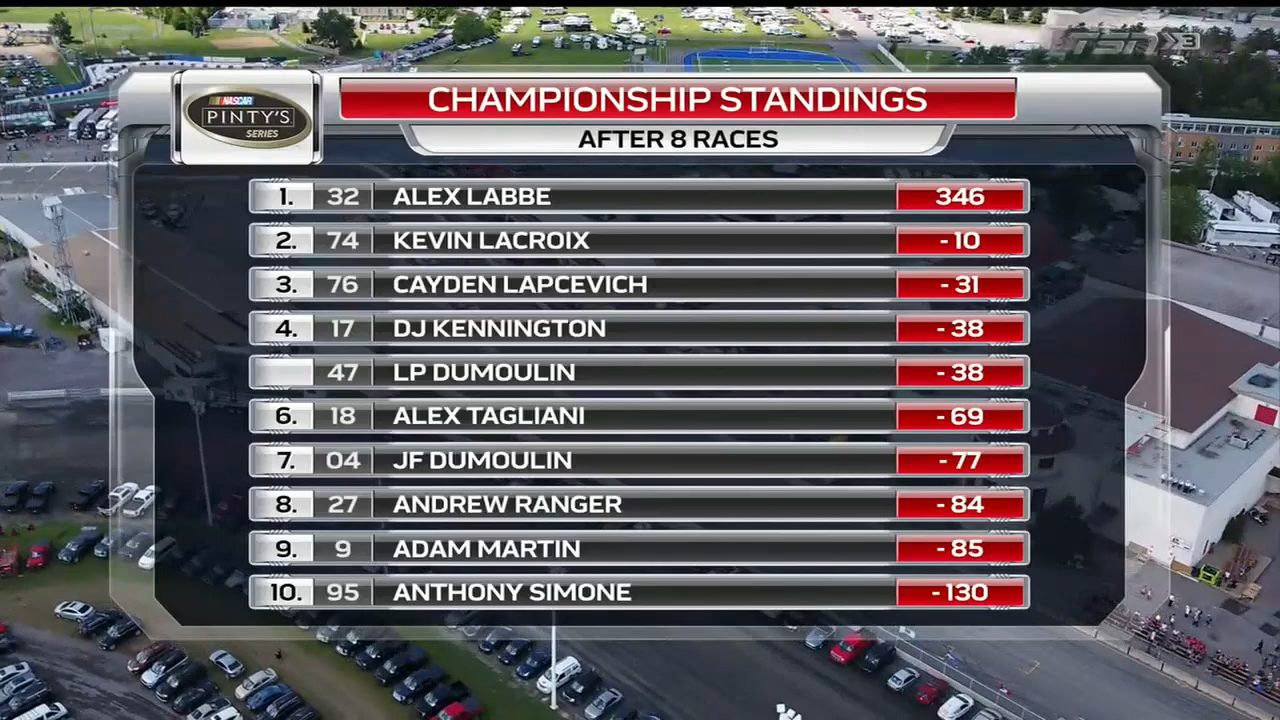 TSN 3
CHAMPIONSHIP STANDINGS
NASCAR
PINTY'S
SERIES
AFTER 8 RACES
1. 32 ALEX LABBE 346
2. 74 KEVIN LACROIX - 10
3. 76 CAYDEN LAPCEVICH - 31
4. 17 DJ KENNINGTON - 38
47 LP DUMOULIN - 38
6. 18 ALEX TAGLIANI - 69
7. 04 JF DUMOULIN - 77
8. 27 ANDREW RANGER - 84
9. 9 ADAM MARTIN - 85
10. 95 ANTHONY SIMONE - 130